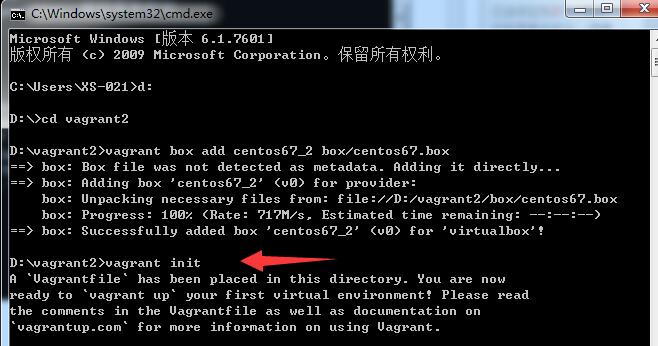 C:\Windows\system32\cmd.exe
Microsoft Windows [版本 6.1.7601]
版权所有 (c) 2009 Microsoft Corporation。保留所有权利。
C:\Users\XS-021>d:
D:\>cd vagrant2
D:\vagrant2>vagrant box add centos67_2 box/centos67.box
==> box: Box file was not detected as metadata. Adding it directly...
==> box: Adding box 'centos67_2' (v0) for provider:
box: Unpacking necessary files from: file://D:/vagrant2/box/centos67.box
box: Progress: 100% (Rate: 717M/s, Estimated time remaining: --:--:--)
==> box: Successfully added box 'centos67_2' (v0) for 'virtualbox'!
D:\vagrant2>vagrant init
A `Vagrantfile` has been placed in this directory. You are now
ready to `vagrant up` your first virtual environment! Please read
the comments in the Vagrantfile as well as documentation on
`vagrantup.com` for more information on using Vagrant.